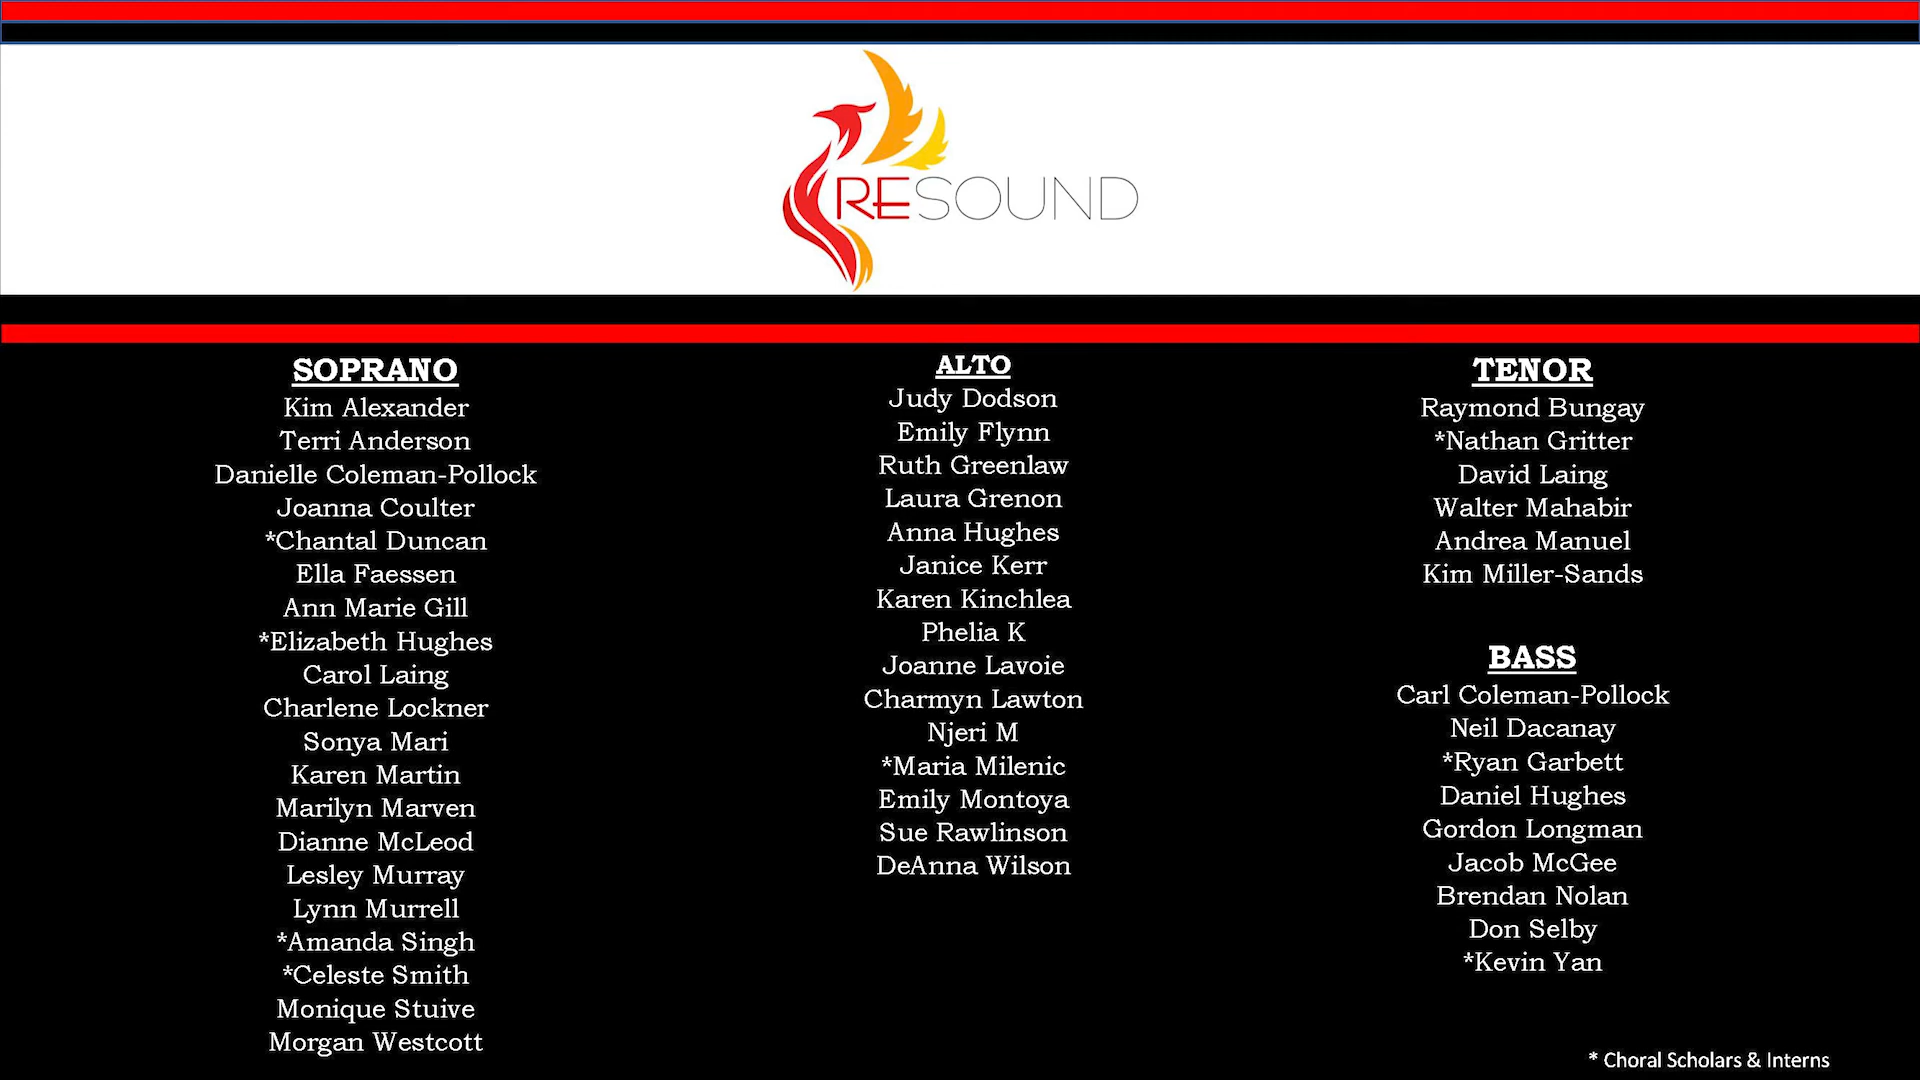 RESOUND
SOPRANO
Kim Alexander
Terri Anderson
Danielle Coleman-Pollock
Joanna Coulter
*Chantal Duncan
Ella Faessen
Ann Marie Gill
*Elizabeth Hughes
Carol Laing
Charlene Lockner
Sonya Mari
Karen Martin
Marilyn Marven
Dianne McLeod
Lesley Murray
Lynn Murrell
*Amanda Singh
*Celeste Smith
Monique Stuive
Morgan Westcott
ALTO
Judy Dodson
Emily Flynn
Ruth Greenlaw
Laura Grenon
Anna Hughes
Janice Kerr
Karen Kinchlea
Phelia K
Joanne Lavoie
Charmyn Lawton
Njeri M
*Maria Milenic
Emily Montoya
Sue Rawlinson
DeAnna Wilson
TENOR
Raymond Bungay
*Nathan Gritter
David Laing
Walter Mahabir
Andrea Manuel
Kim Miller-Sands
BASS
Carl Coleman-Pollock
Neil Dacanay
*Ryan Garbett
Daniel Hughes
Gordon Longman
Jacob McGee
Brendan Nolan
Don Selby
*Kevin Yan
* Choral Scholars & Interns